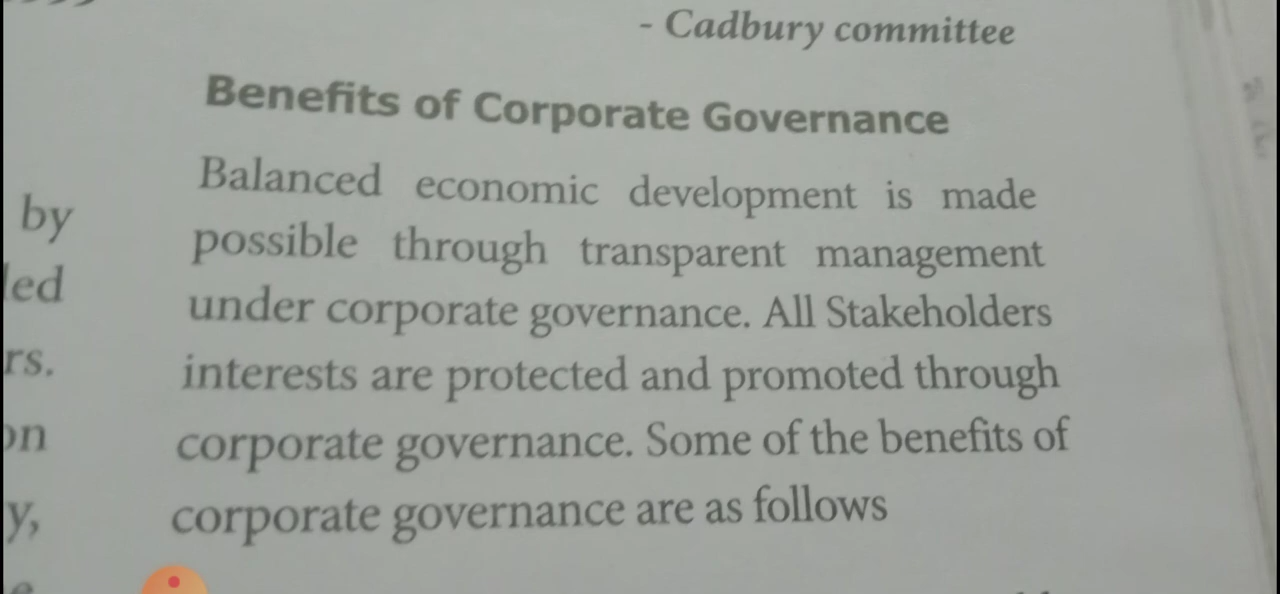 - Cadbury committee
Benefits of Corporate Governance
Balanced economic development is made
possible through transparent management
under corporate governance. All Stakeholders
interests are protected and promoted through
corporate governance. Some of the benefits of
corporate governance are as follows
by
led
rs.
on
y,